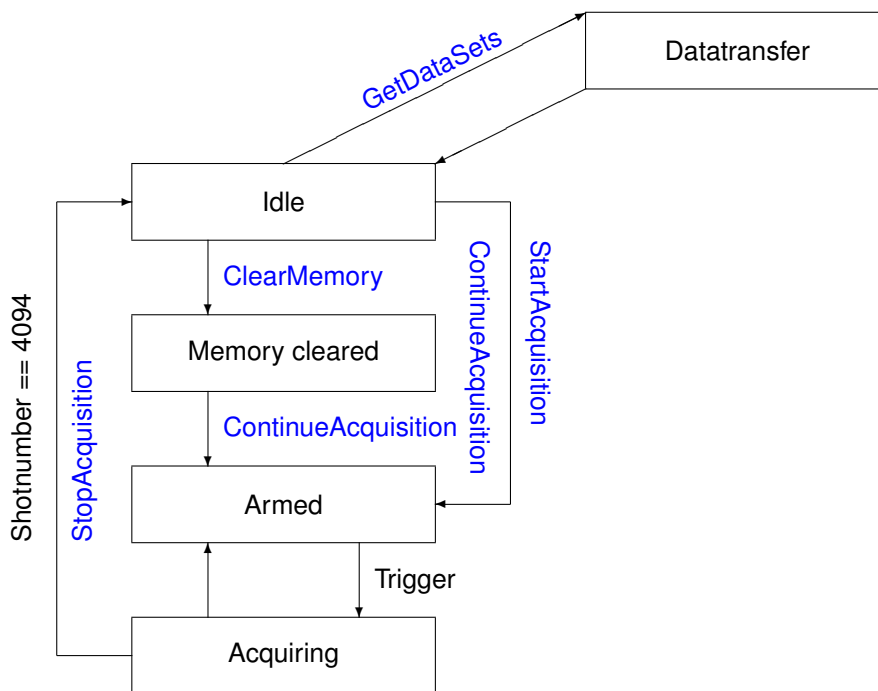 GetDataSets
Datatransfer
Idle
ClearMemory
ContinueAcquisition
StartAcquisition
Shotnumber == 4094
StopAcquisition
Memory cleared
ContinueAcquisition
Armed
Trigger
Acquiring